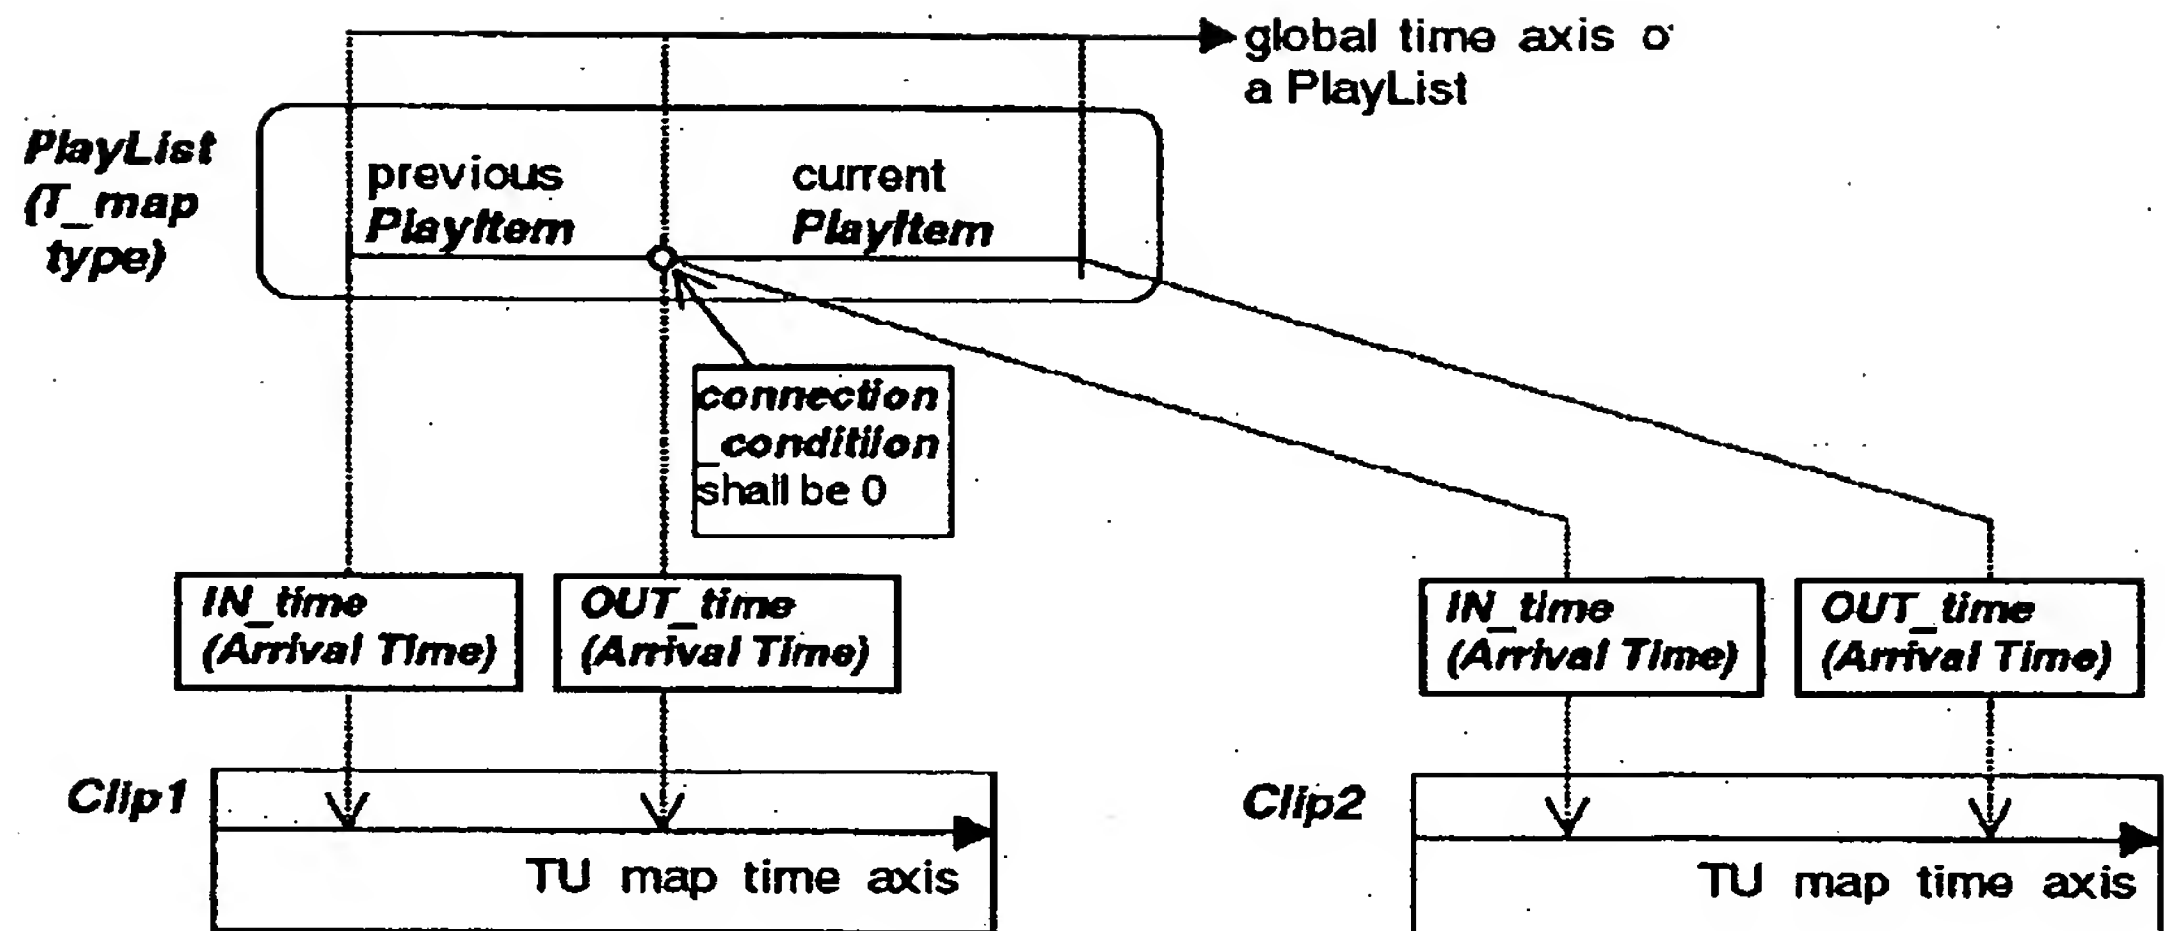 global time axis o
a PlayList
PlayList
(T_map
type)
previous
PlayItem
current
PlayItem
connection
_conditiion
shall be 0
IN_time
(Arrival Time)
OUT_time
(Arrival Time)
IN_time
(Arrival Time)
OUT_time
(Arrival Time)
Clip1
TU map time axis
Clip2
TU map time axis